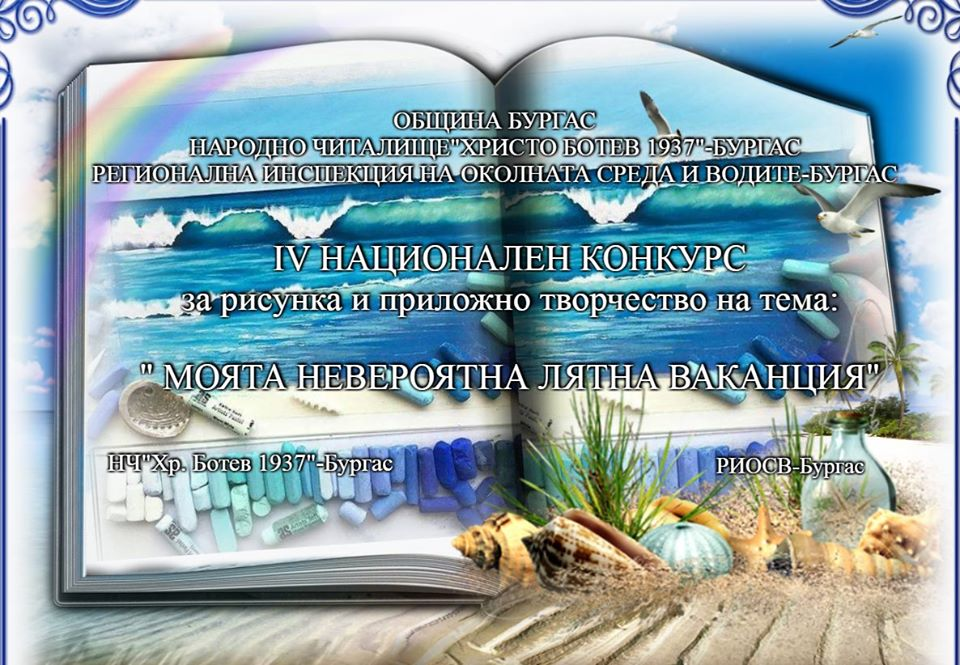 ОБЩИНА БУРГАС
НАРОДНО ЧИТАЛИЩЕ"ХРИСТО БОТЕВ 1937"-БУРГАС
РЕГИОНАЛНА ИНСПЕКЦИЯ НА ОКОЛНАТА СРЕДА И ВОДИТЕ-БУРГАС
IV НАЦИОНАЛЕН КОНКУРС
за рисунка и приложно творчество на тема:
" МОЯТА НЕВЕРОЯТНА ЛЯТНА ВАКАНЦИЯ"
НЧ"Хр. Ботев 1937"-Бургас РИОСВ-Бургас